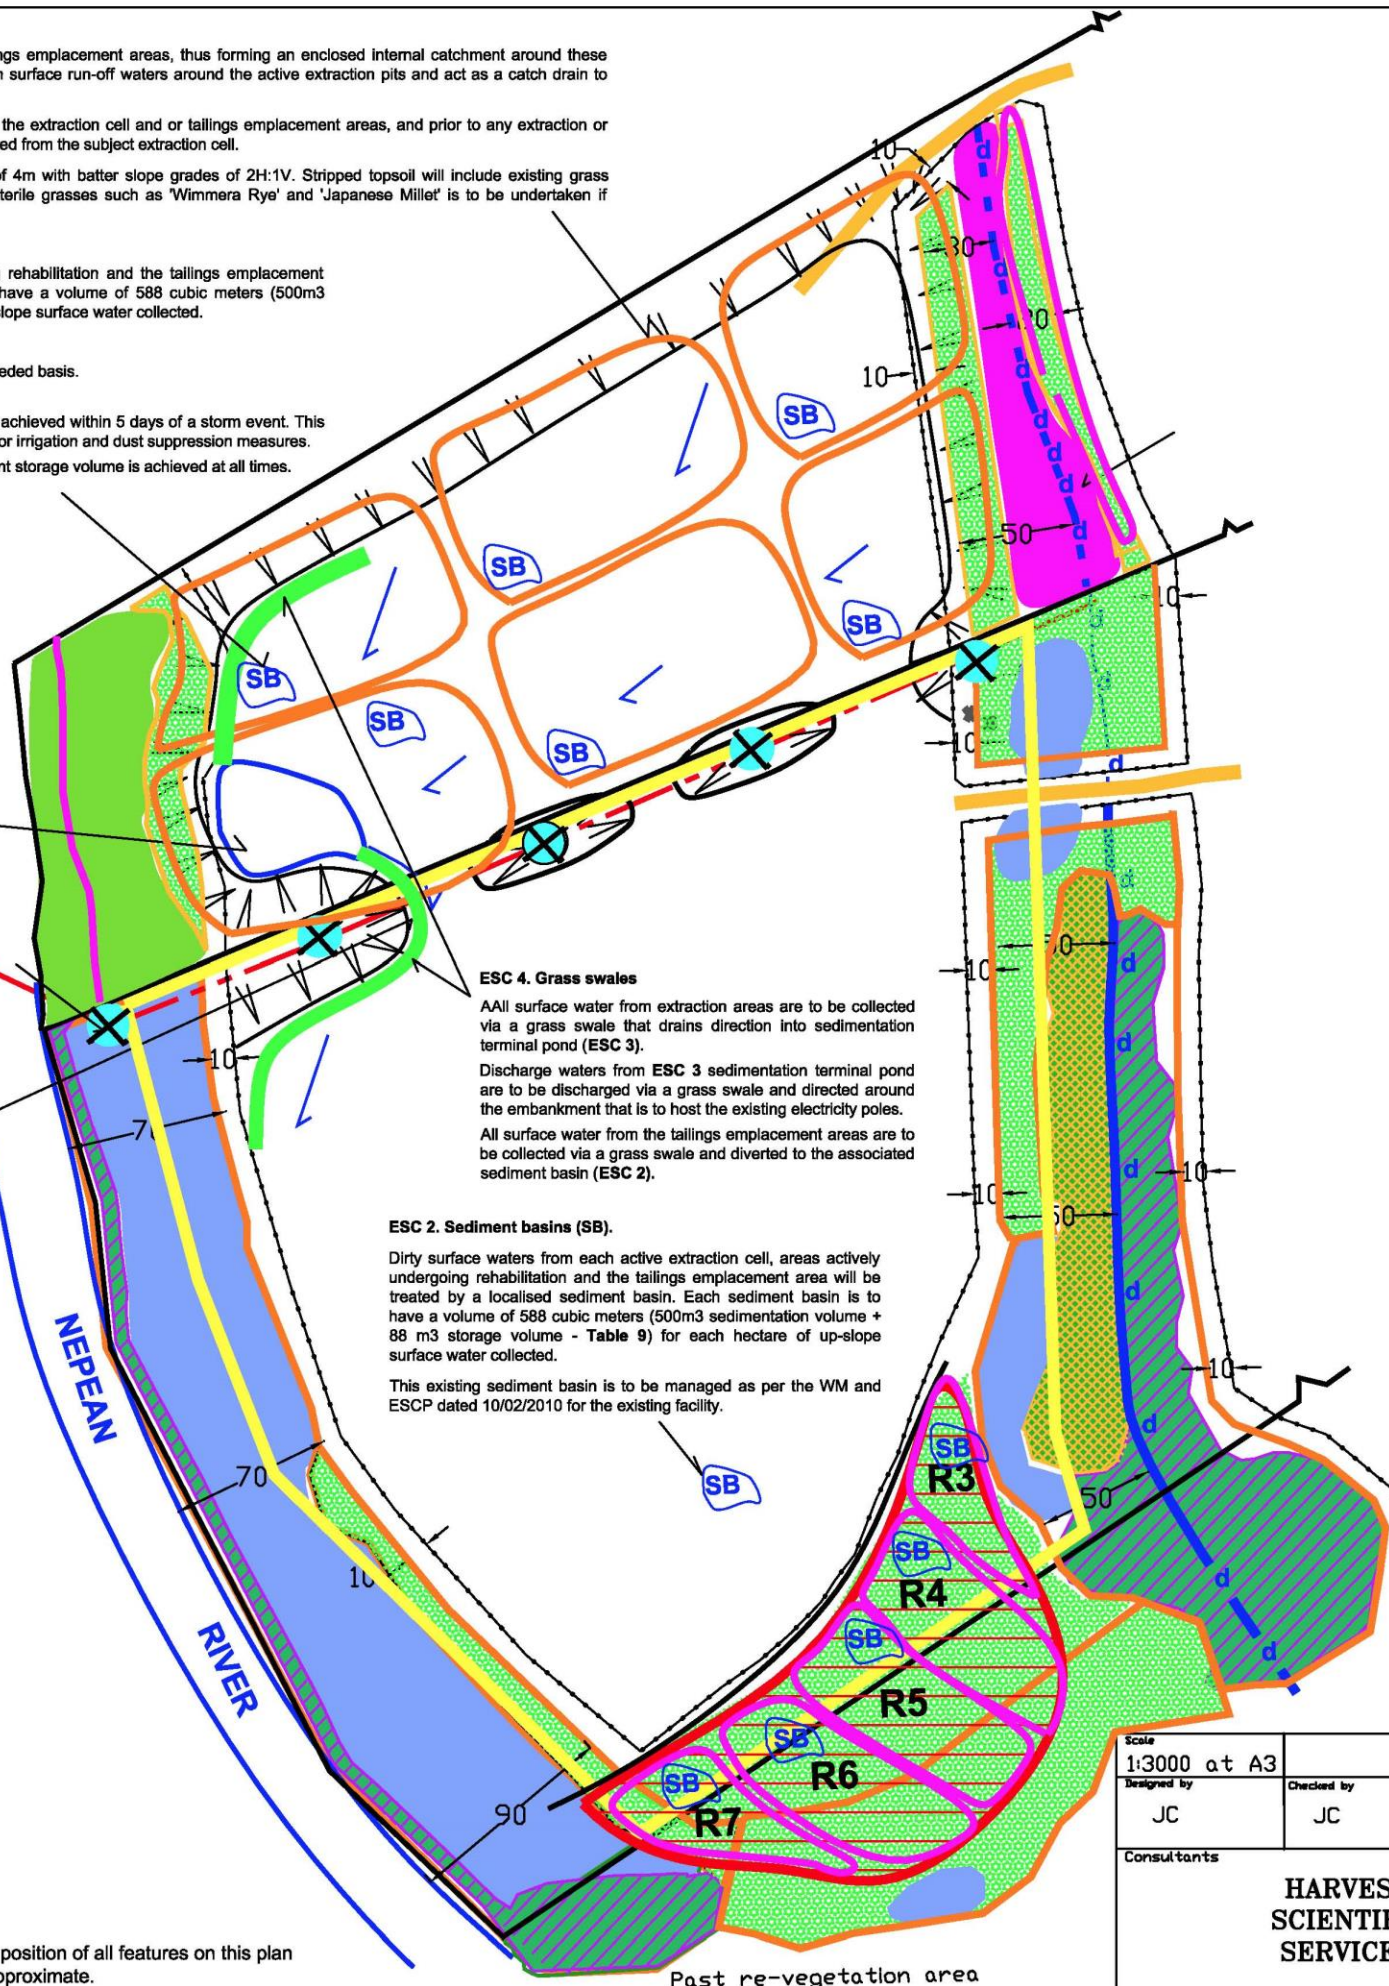 ngs emplacement areas, thus forming an enclosed internal catchment around these
n surface run-off waters around the active extraction pits and act as a catch drain to
the extraction cell and or tailings emplacement areas, and prior to any extraction or
ed from the subject extraction cell.
of 4m with batter slope grades of 2H:1V. Stripped topsoil will include existing grass
terile grasses such as 'Wimmera Rye' and 'Japanese Millet' is to be undertaken if
g rehabilitation and the tailings emplacement
have a volume of 588 cubic meters (500m3
slope surface water collected.
eded basis.
achieved within 5 days of a storm event. This
or irrigation and dust suppression measures.
nt storage volume is achieved at all times.
10
d
30
d
20
10
d
SB
d
d
d
50
d
SB
SB
10
d
SB
SB
SB
10
d
d
50
10
d
ESC 4. Grass swales
AAll surface water from extraction areas are to be collected
via a grass swale that drains direction into sedimentation
terminal pond (ESC 3).
Discharge waters from ESC 3 sedimentation terminal pond
are to be discharged via a grass swale and directed around
the embankment that is to host the existing electricity poles.
All surface water from the tailings emplacement areas are to
be collected via a grass swale and diverted to the associated
sediment basin (ESC 2).
10
d
70
d
10
10
50
ESC 2. Sediment basins (SB).
Dirty surface waters from each active extraction cell, areas actively
undergoing rehabilitation and the tailings emplacement area will be
treated by a localised sediment basin. Each sediment basin is to
have a volume of 588 cubic meters (500m3 sedimentation volume +
88 m3 storage volume - Table 9) for each hectare of up-slope
surface water collected.
This existing sediment basin is to be managed as per the WM and
ESCP dated 10/02/2010 for the existing facility.
d
NEPEAN
10
d
SB
R3
70
SB
50
SB
R4
10
d
RIVER
SB
d
R5
SB
R6
SB
R7
90
Scale
1:3000 at A3
Designed by
Checked by
JC
JC
Consultants
HARVES
SCIENTI
SERVICE
position of all features on this plan
pproximate.
Past re-vegetation area